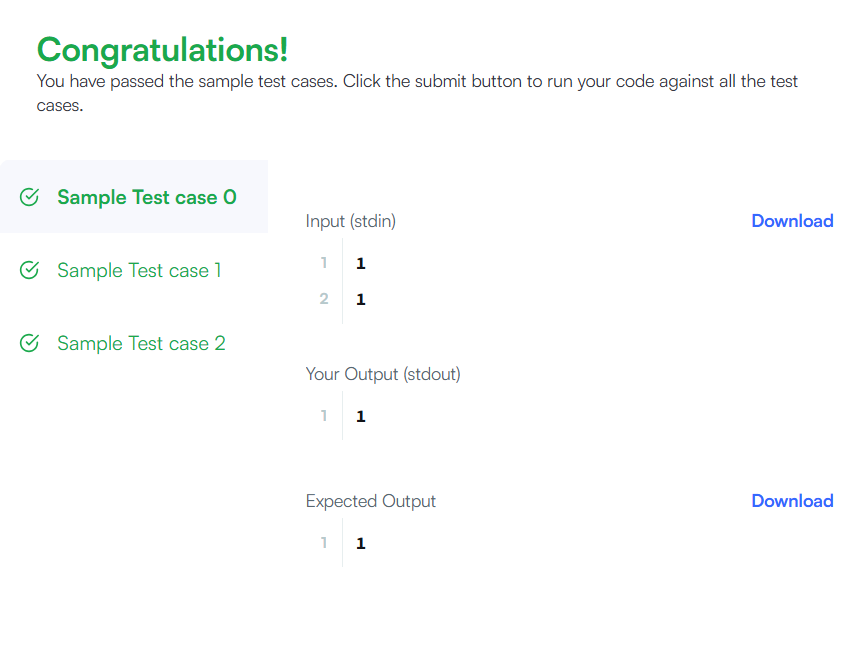 Congratulations!
You have passed the sample test cases. Click the submit button to run your code against all the test
cases.
Sample Test case 0
Sample Test case 1
Sample Test case 2
Input (stdin)
Download
1 1
2 1
Your Output (stdout)
1 1
Expected Output
Download
1 1